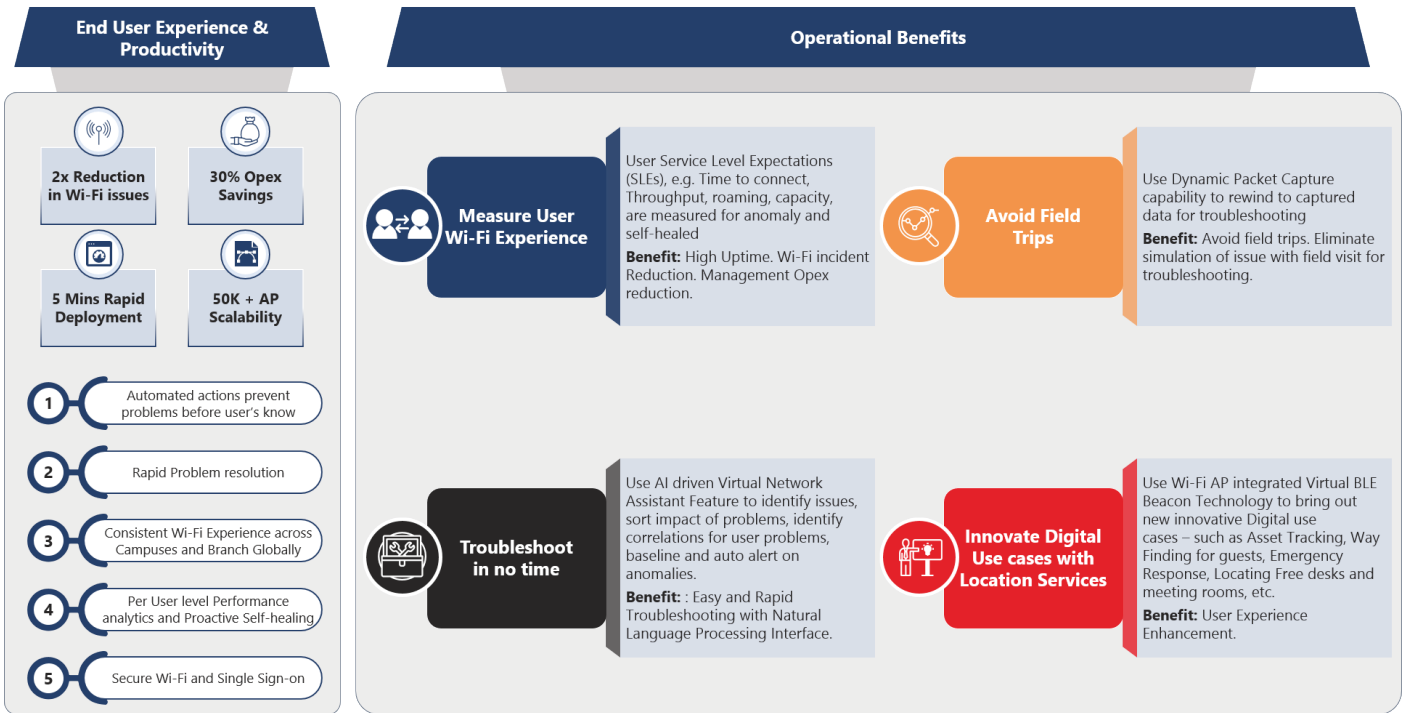 End User Experience &
Productivity
2x Reduction
in Wi-Fi issues
30% Opex
Savings
5 Mins Rapid
Deployment
50K + AP
Scalability
1
Automated actions prevent
problems before user's know
2
Rapid Problem resolution
3
Consistent Wi-Fi Experience across
Campuses and Branch Globally
4
Per User level Performance
analytics and Proactive Self-healing
5
Secure Wi-Fi and Single Sign-on
Operational Benefits
Measure User
Wi-Fi Experience
User Service Level Expectations
(SLEs), e.g. Time to connect,
Throughput, roaming, capacity,
are measured for anomaly and
self-healed
Benefit: High Uptime. Wi-Fi incident
Reduction. Management Opex
reduction.
Avoid Field
Trips
Use Dynamic Packet Capture
capability to rewind to captured
data for troubleshooting
Benefit: Avoid field trips. Eliminate
simulation of issue with field visit for
troubleshooting.
Troubleshoot
in no time
Use AI driven Virtual Network
Assistant Feature to identify issues,
sort impact of problems, identify
correlations for user problems,
baseline and auto alert on
anomalies.
Benefit: : Easy and Rapid
Troubleshooting with Natural
Language Processing Interface.
Innovate Digital
Use cases with
Location Services
Use Wi-Fi AP integrated Virtual BLE
Beacon Technology to bring out
new innovative Digital use
cases – such as Asset Tracking, Way
Finding for guests, Emergency
Response, Locating Free desks and
meeting rooms, etc.
Benefit: User Experience
Enhancement.